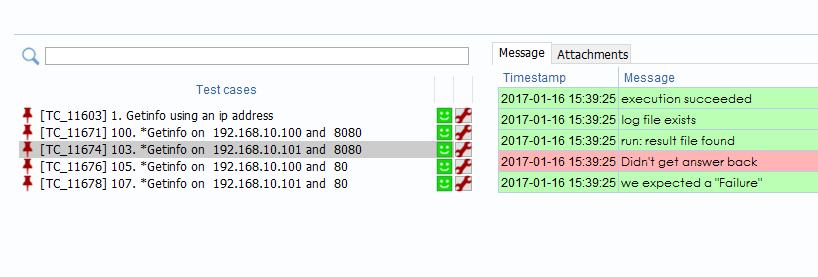 Message Attachments
Test cases
Timestamp Message
[TC_11603] 1. Getinfo using an ip address
[TC_11671] 100. *Getinfo on 192.168.10.100 and 8080
[TC_11674] 103. *Getinfo on 192.168.10.101 and 8080
[TC_11676] 105. *Getinfo on 192.168.10.100 and 80
[TC_11678] 107. *Getinfo on 192.168.10.101 and 80
2017-01-16 15:39:25 execution succeeded
2017-01-16 15:39:25 log file exists
2017-01-16 15:39:25 run: result file found
2017-01-16 15:39:25 Didn't get answer back
2017-01-16 15:39:25 we expected a "Failure"